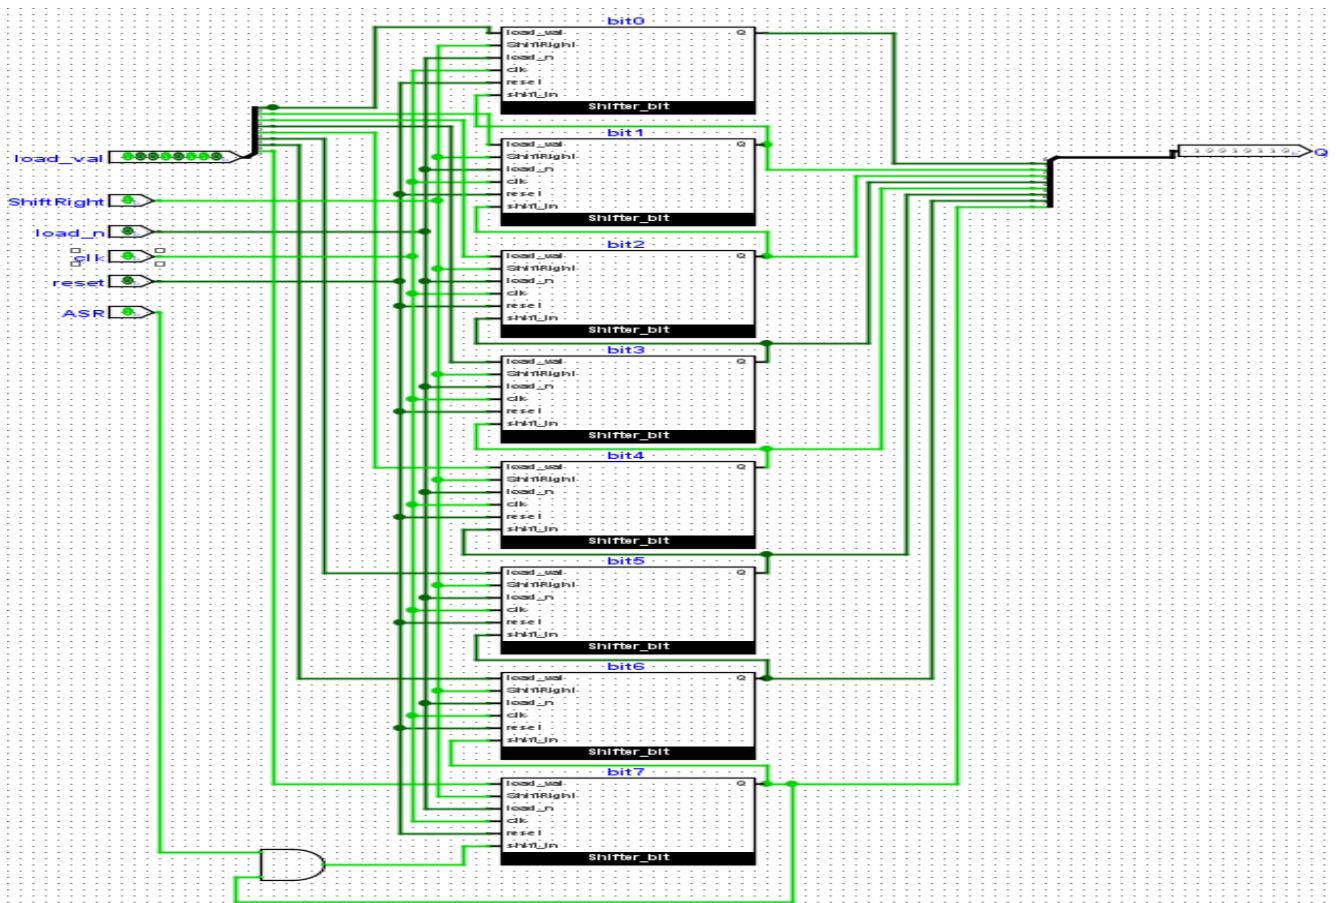 bit0
load_val Q
ShiftRight
load_n
clk
reset
shift_in
Shifter_bit
bit1
load_val Q
ShiftRight
load_n
clk
reset
shift_in
Shifter_bit
load_val
10010110 Q
ShiftRight
load_n
clk
reset
ASR
bit2
load_val Q
ShiftRight
load_n
clk
reset
shift_in
Shifter_bit
bit3
load_val Q
ShiftRight
load_n
clk
reset
shift_in
Shifter_bit
bit4
load_val Q
ShiftRight
load_n
clk
reset
shift_in
Shifter_bit
bit5
load_val Q
ShiftRight
load_n
clk
reset
shift_in
Shifter_bit
bit6
load_val Q
ShiftRight
load_n
clk
reset
shift_in
Shifter_bit
bit7
load_val Q
ShiftRight
load_n
clk
reset
shift_in
Shifter_bit